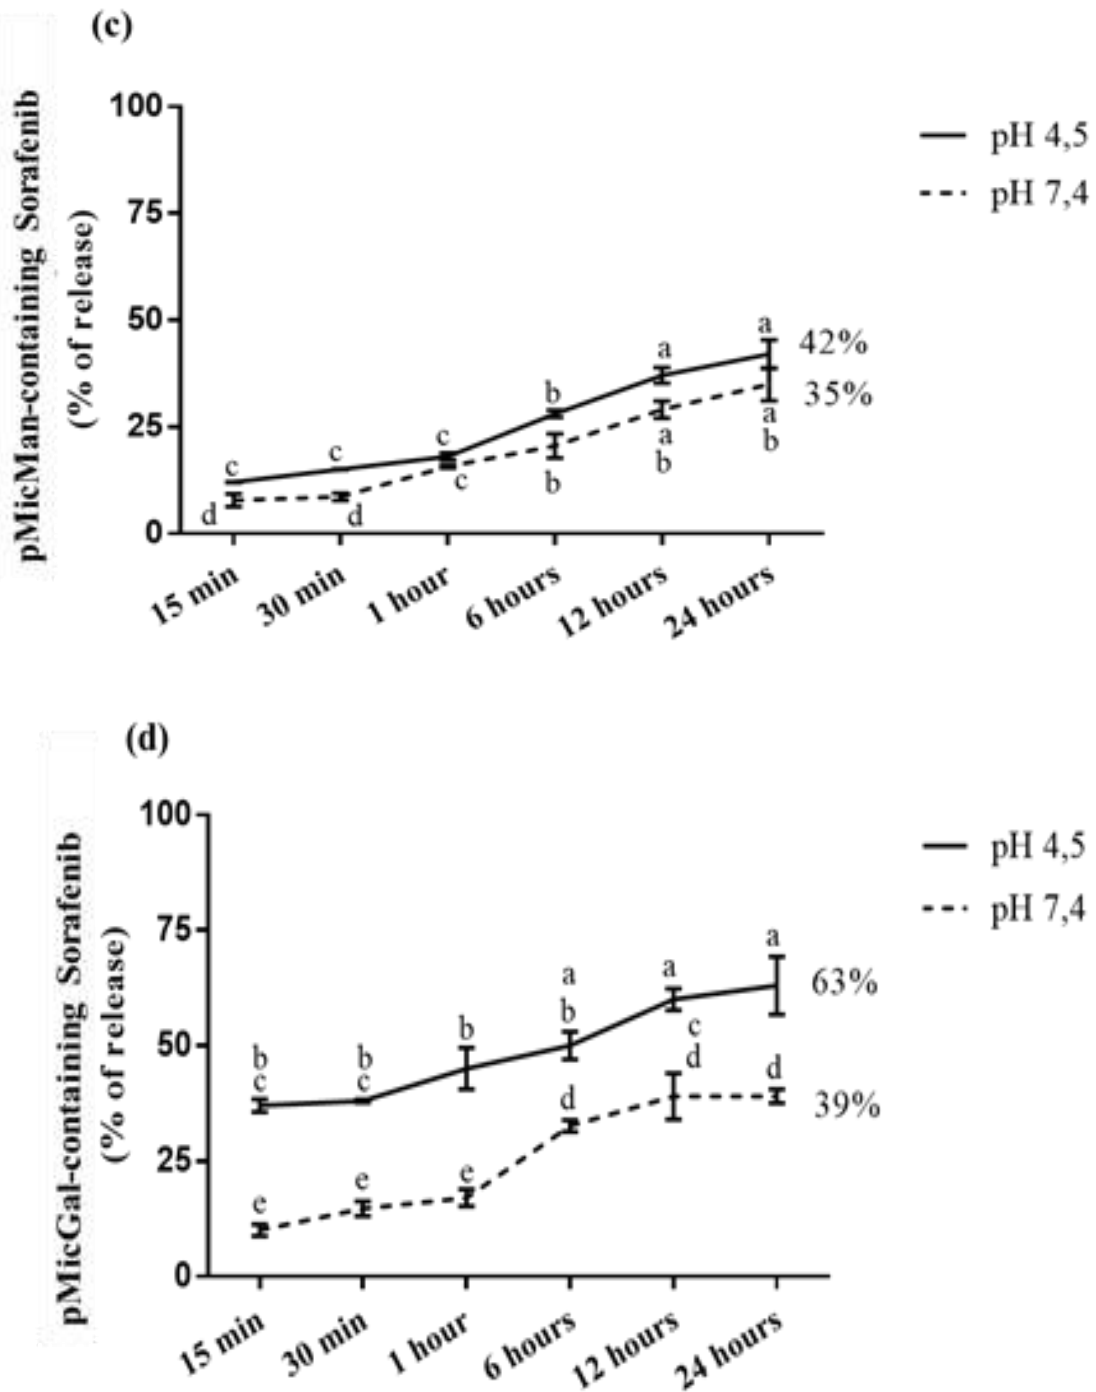 (c)
pMicMan-containing Sorafenib
(% of release)
100
75
50
25
0
pH 4,5
pH 7,4
c
c
c
b
a
a
42%
35%
d
d
c
b
a
b
a
b
15 min
30 min
1 hour
6 hours
12 hours
24 hours
(d)
pMicGal-containing Sorafenib
(% of release)
100
75
50
25
0
pH 4,5
pH 7,4
b
c
b
c
b
a
b
a
a
63%
e
e
e
d
c
d
d
39%
15 min
30 min
1 hour
6 hours
12 hours
24 hours